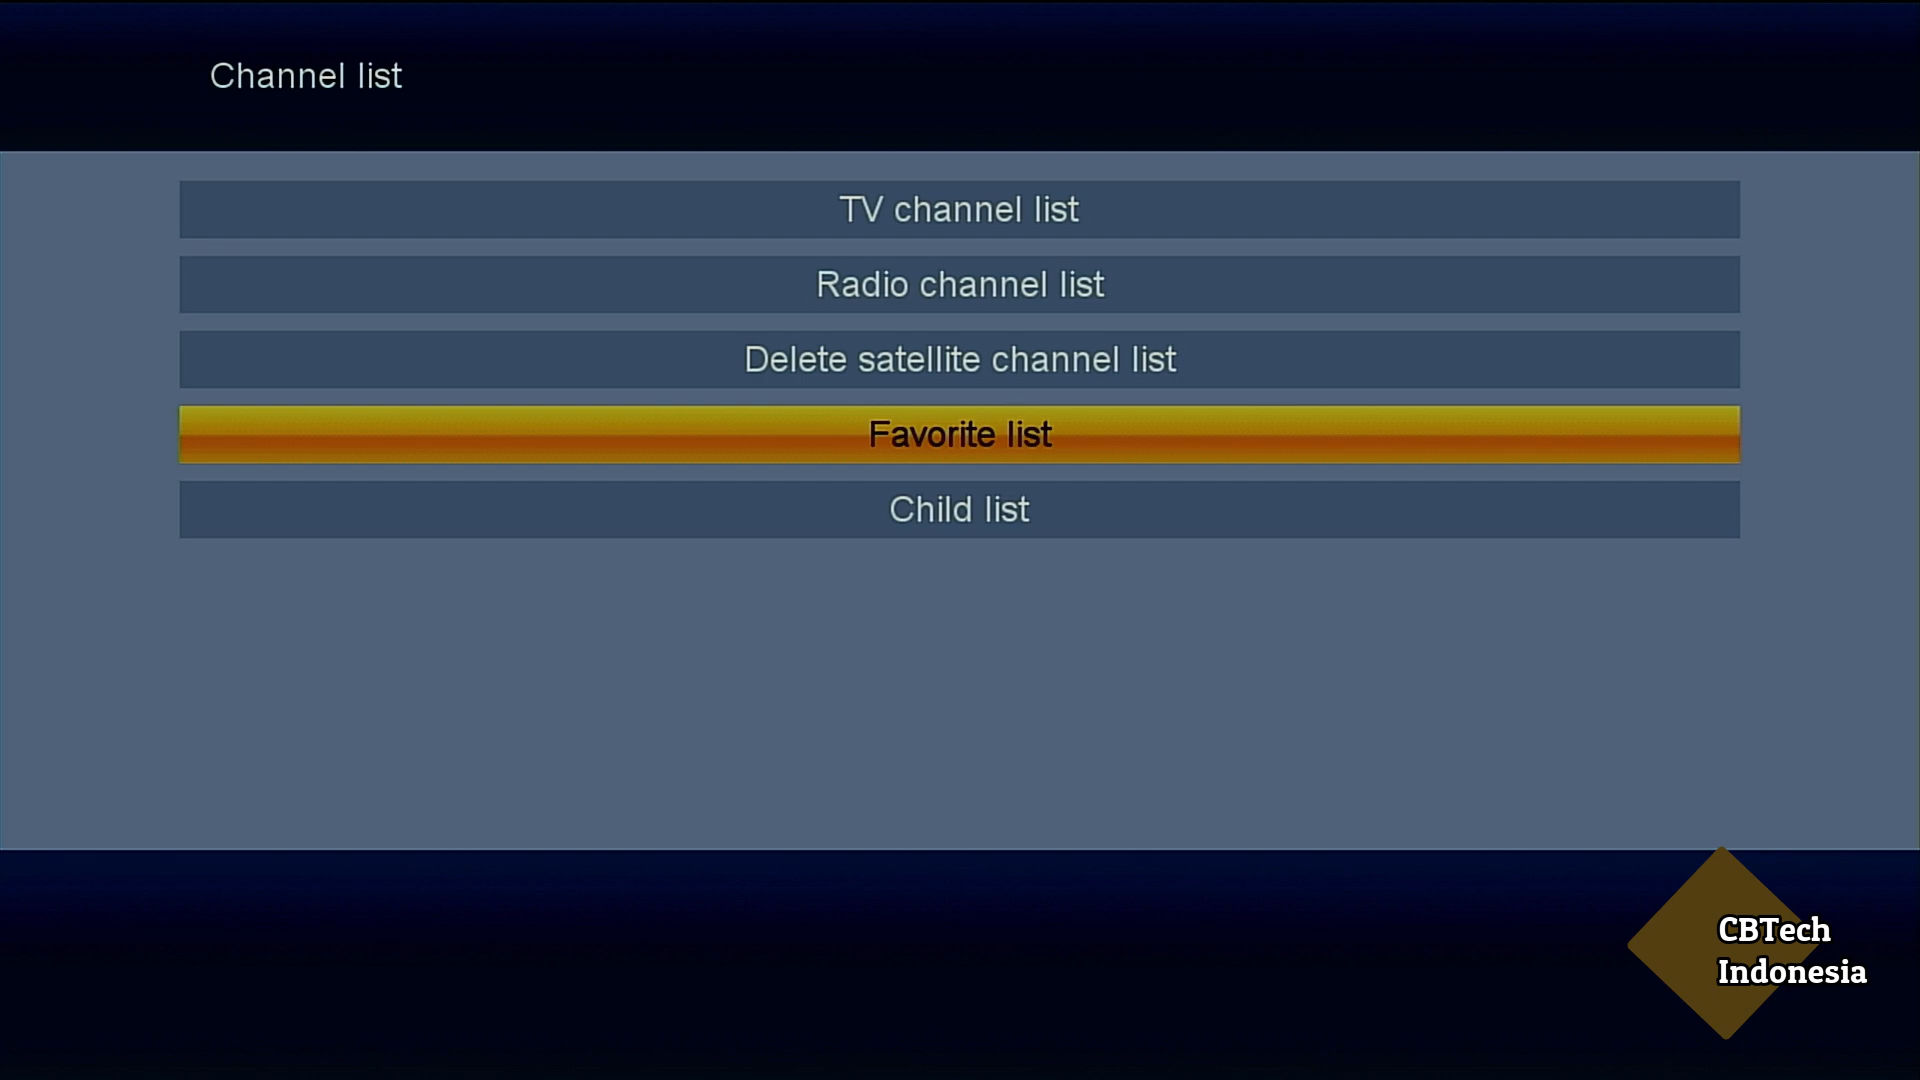 Channel list
TV channel list
Radio channel list
Delete satellite channel list
Favorite list
Child list
CBTech
Indonesia